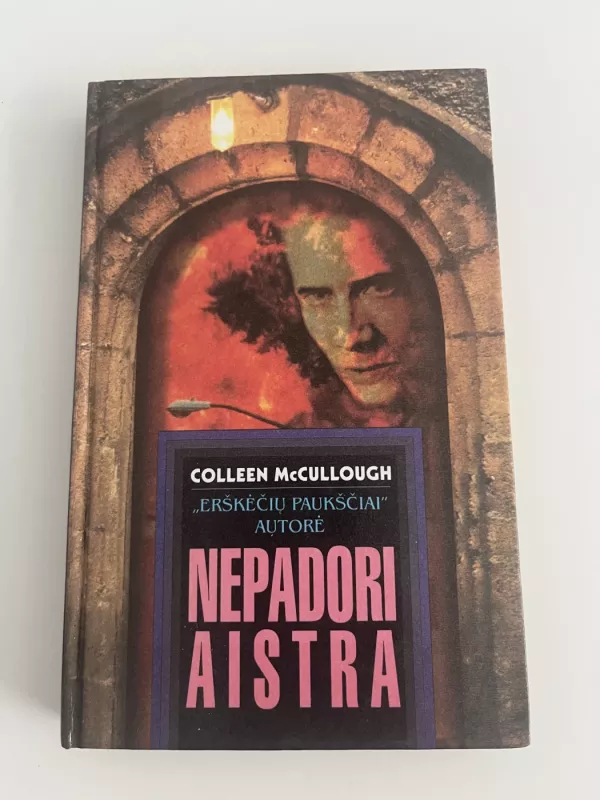 COLLEEN McCULLOUGH
„ERŠKĖČIŲ PAUKŠČIAI“
AUTORĖ
NEPADORI
AISTRA